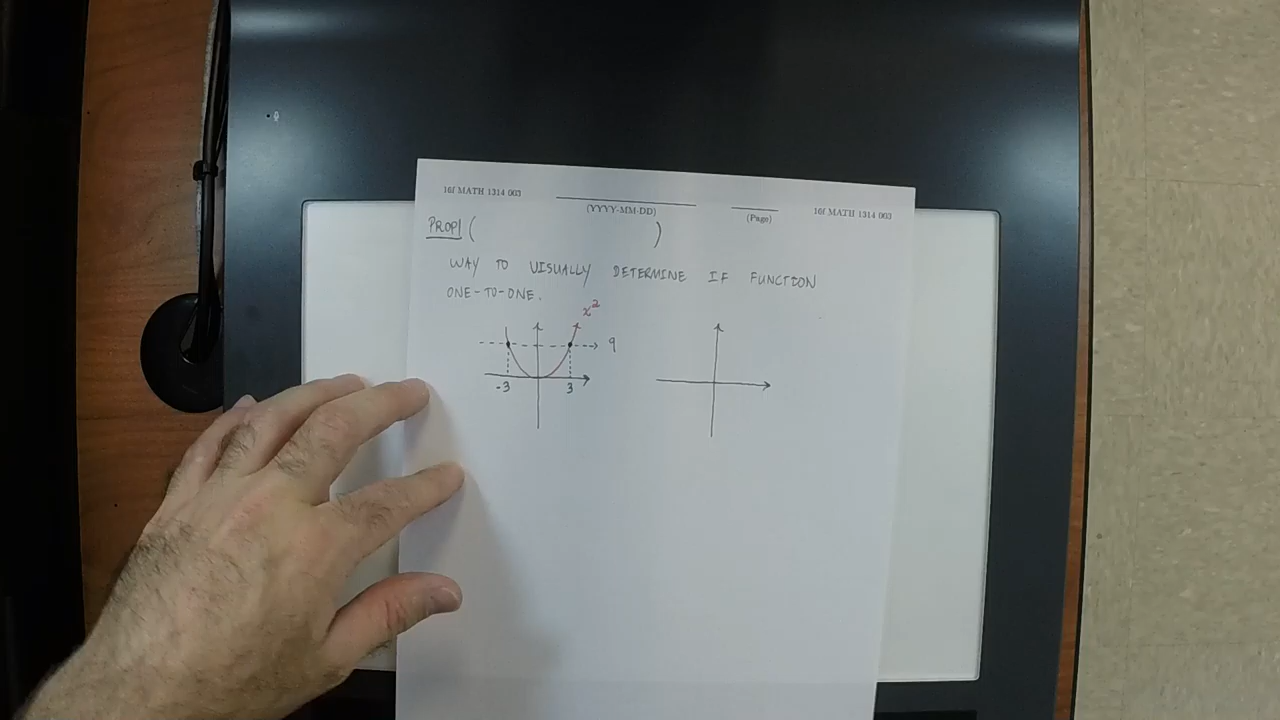 16f MATH 1314 003
(YYYY-MM-DD)
(Page)
16f MATH 1314 003
PROP| ( )
WAY TO VISUALLY DETERMINE IF FUNCTION
ONE-TO-ONE.
x²
9
-3 3